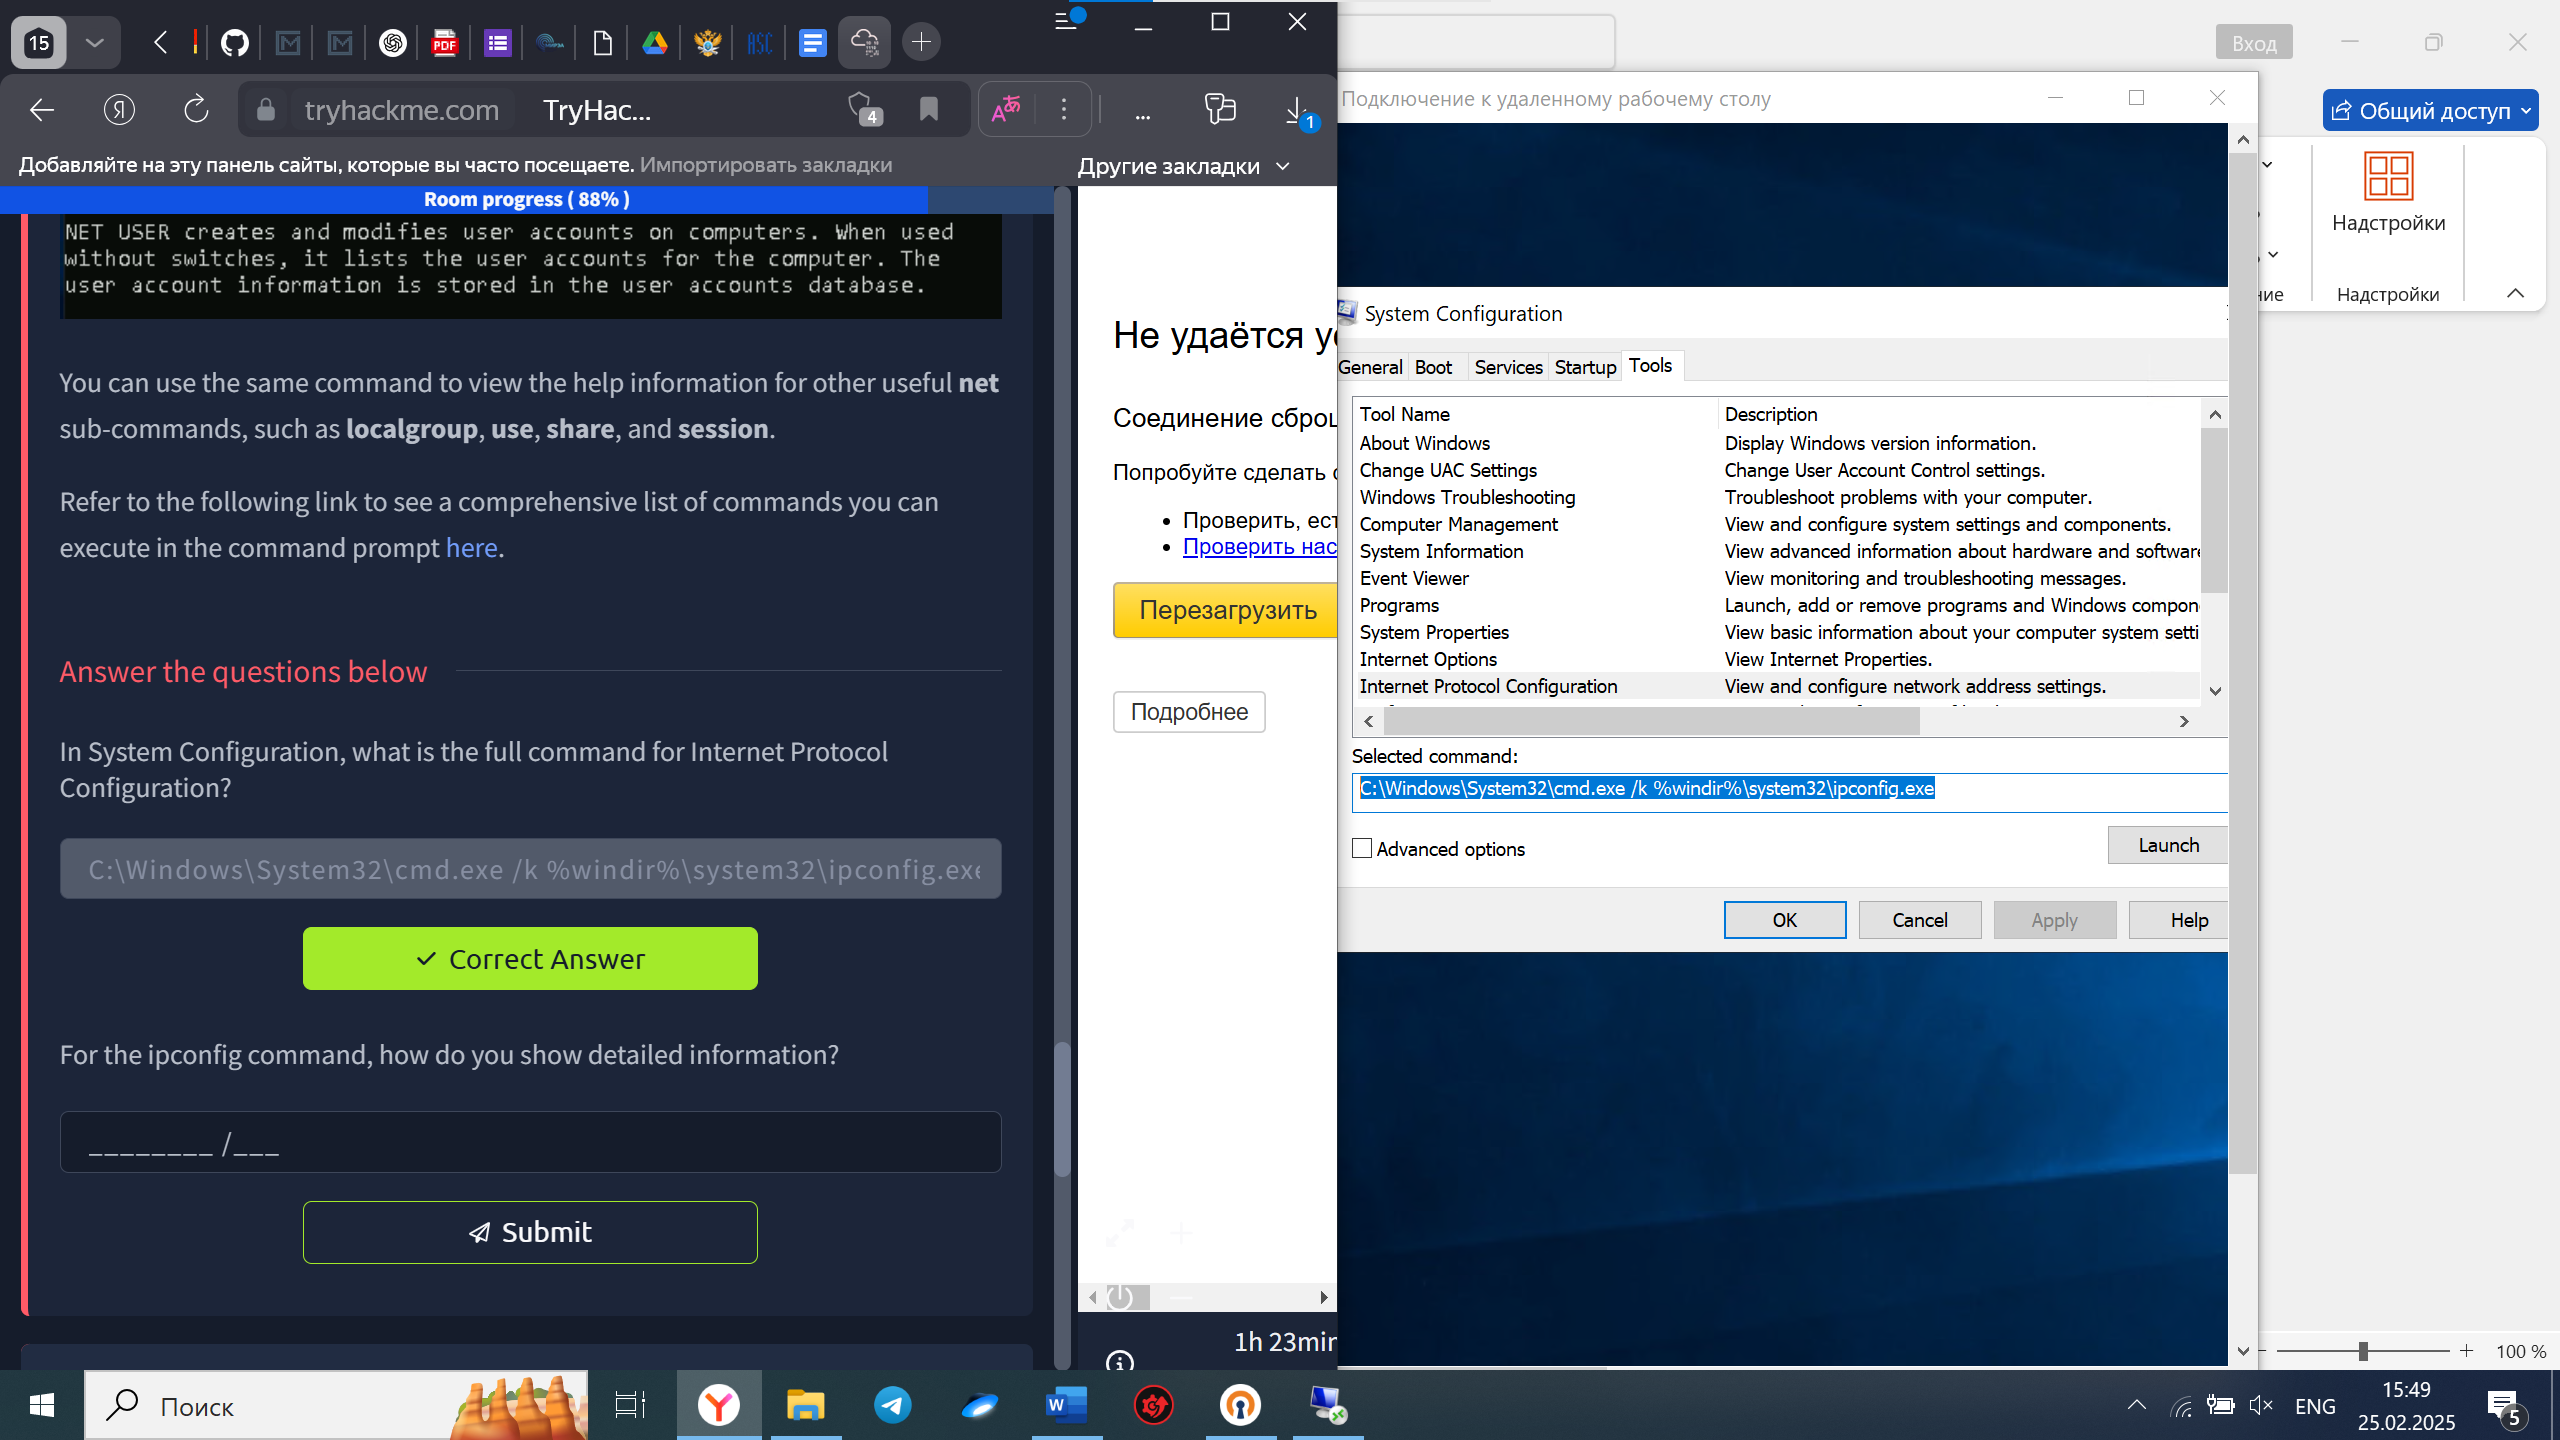 15
tryhackme.com
TryHac...
4
1
Добавляйте на эту панель сайты, которые вы часто посещаете. Импортировать закладки
Другие закладки
Room progress ( 88% )
NET USER creates and modifies user accounts on computers. When used
without switches, it lists the user accounts for the computer. The
user account information is stored in the user accounts database.
You can use the same command to view the help information for other useful net
sub-commands, such as localgroup, use, share, and session.
Refer to the following link to see a comprehensive list of commands you can
execute in the command prompt here.
Answer the questions below
In System Configuration, what is the full command for Internet Protocol
Configuration?
C:\Windows\System32\cmd.exe /k %windir%\system32\ipconfig.exe
Correct Answer
For the ipconfig command, how do you show detailed information?
________ /___
Submit
Не удаётся
Соединение
Попробуйте сделать
Проверить,
Проверить
Перезагрузить
Подробнее
1h 23min
Подключение к удаленному рабочему столу
System Configuration
General Boot Services Startup Tools
Tool Name Description
About Windows Display Windows version information.
Change UAC Settings Change User Account Control settings.
Windows Troubleshooting Troubleshoot problems with your computer.
Computer Management View and configure system settings and components.
System Information View advanced information about hardware and software
Event Viewer View monitoring and troubleshooting messages.
Programs Launch, add or remove programs and Windows compon
System Properties View basic information about your computer system setti
Internet Options View Internet Properties.
Internet Protocol Configuration View and configure network address settings.
Selected command:
C:\Windows\System32\cmd.exe /k %windir%\system32\ipconfig.exe
Advanced options
Launch
OK Cancel Apply Help
Вход
Общий доступ
Надстройки
Надстройки
100 %
Поиск
ENG
15:49
25.02.2025
5